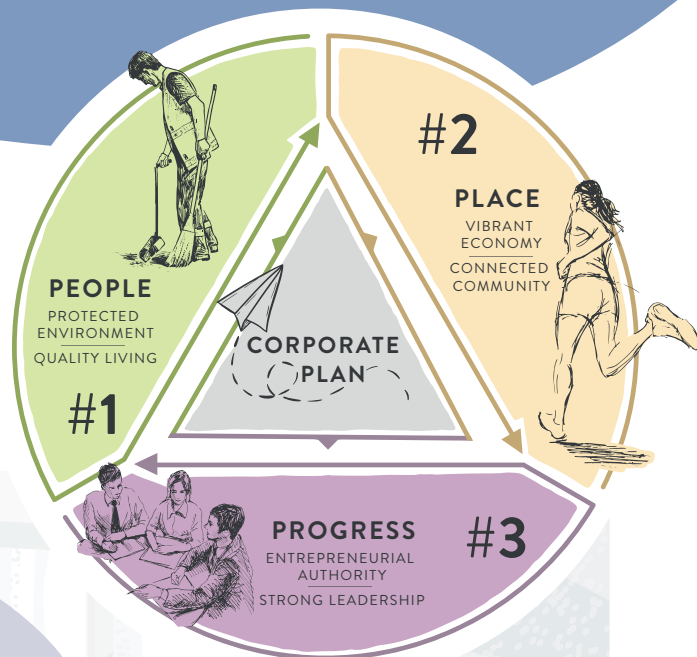 PEOPLE
PROTECTED
ENVIRONMENT
QUALITY LIVING
#1
#2
PLACE
VIBRANT
ECONOMY
CONNECTED
COMMUNITY
CORPORATE
PLAN
PROGRESS
ENTREPRENEURIAL
AUTHORITY
STRONG LEADERSHIP
#3